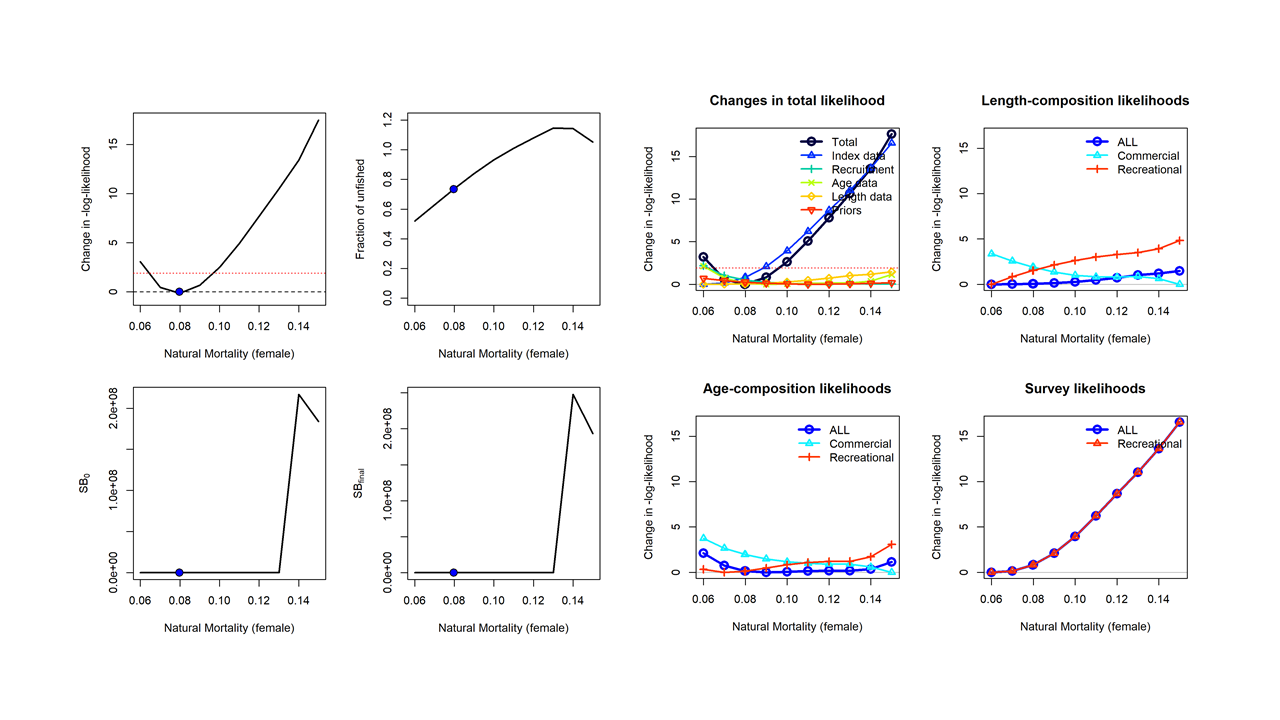 Change in -log-likelihood
0
5
10
15
0.06
0.08
0.10
0.12
0.14
Natural Mortality (female)
Fraction of unfished
0.0
0.2
0.4
0.6
0.8
1.0
1.2
0.06
0.08
0.10
0.12
0.14
Natural Mortality (female)
Changes in total likelihood
Change in -log-likelihood
0
5
10
15
Total
Index data
Recruitment
Age data
Length data
Priors
0.06
0.08
0.10
0.12
0.14
Natural Mortality (female)
Length-composition likelihoods
Change in -log-likelihood
0
5
10
15
ALL
Commercial
Recreational
0.06
0.08
0.10
0.12
0.14
Natural Mortality (female)
SB0
0.0e+00
1.0e+08
2.0e+08
0.06
0.08
0.10
0.12
0.14
Natural Mortality (female)
SBfinal
0.0e+00
1.0e+08
2.0e+08
0.06
0.08
0.10
0.12
0.14
Natural Mortality (female)
Age-composition likelihoods
Change in -log-likelihood
0
5
10
15
ALL
Commercial
Recreational
0.06
0.08
0.10
0.12
0.14
Natural Mortality (female)
Survey likelihoods
Change in -log-likelihood
0
5
10
15
ALL
Recreational
0.06
0.08
0.10
0.12
0.14
Natural Mortality (female)